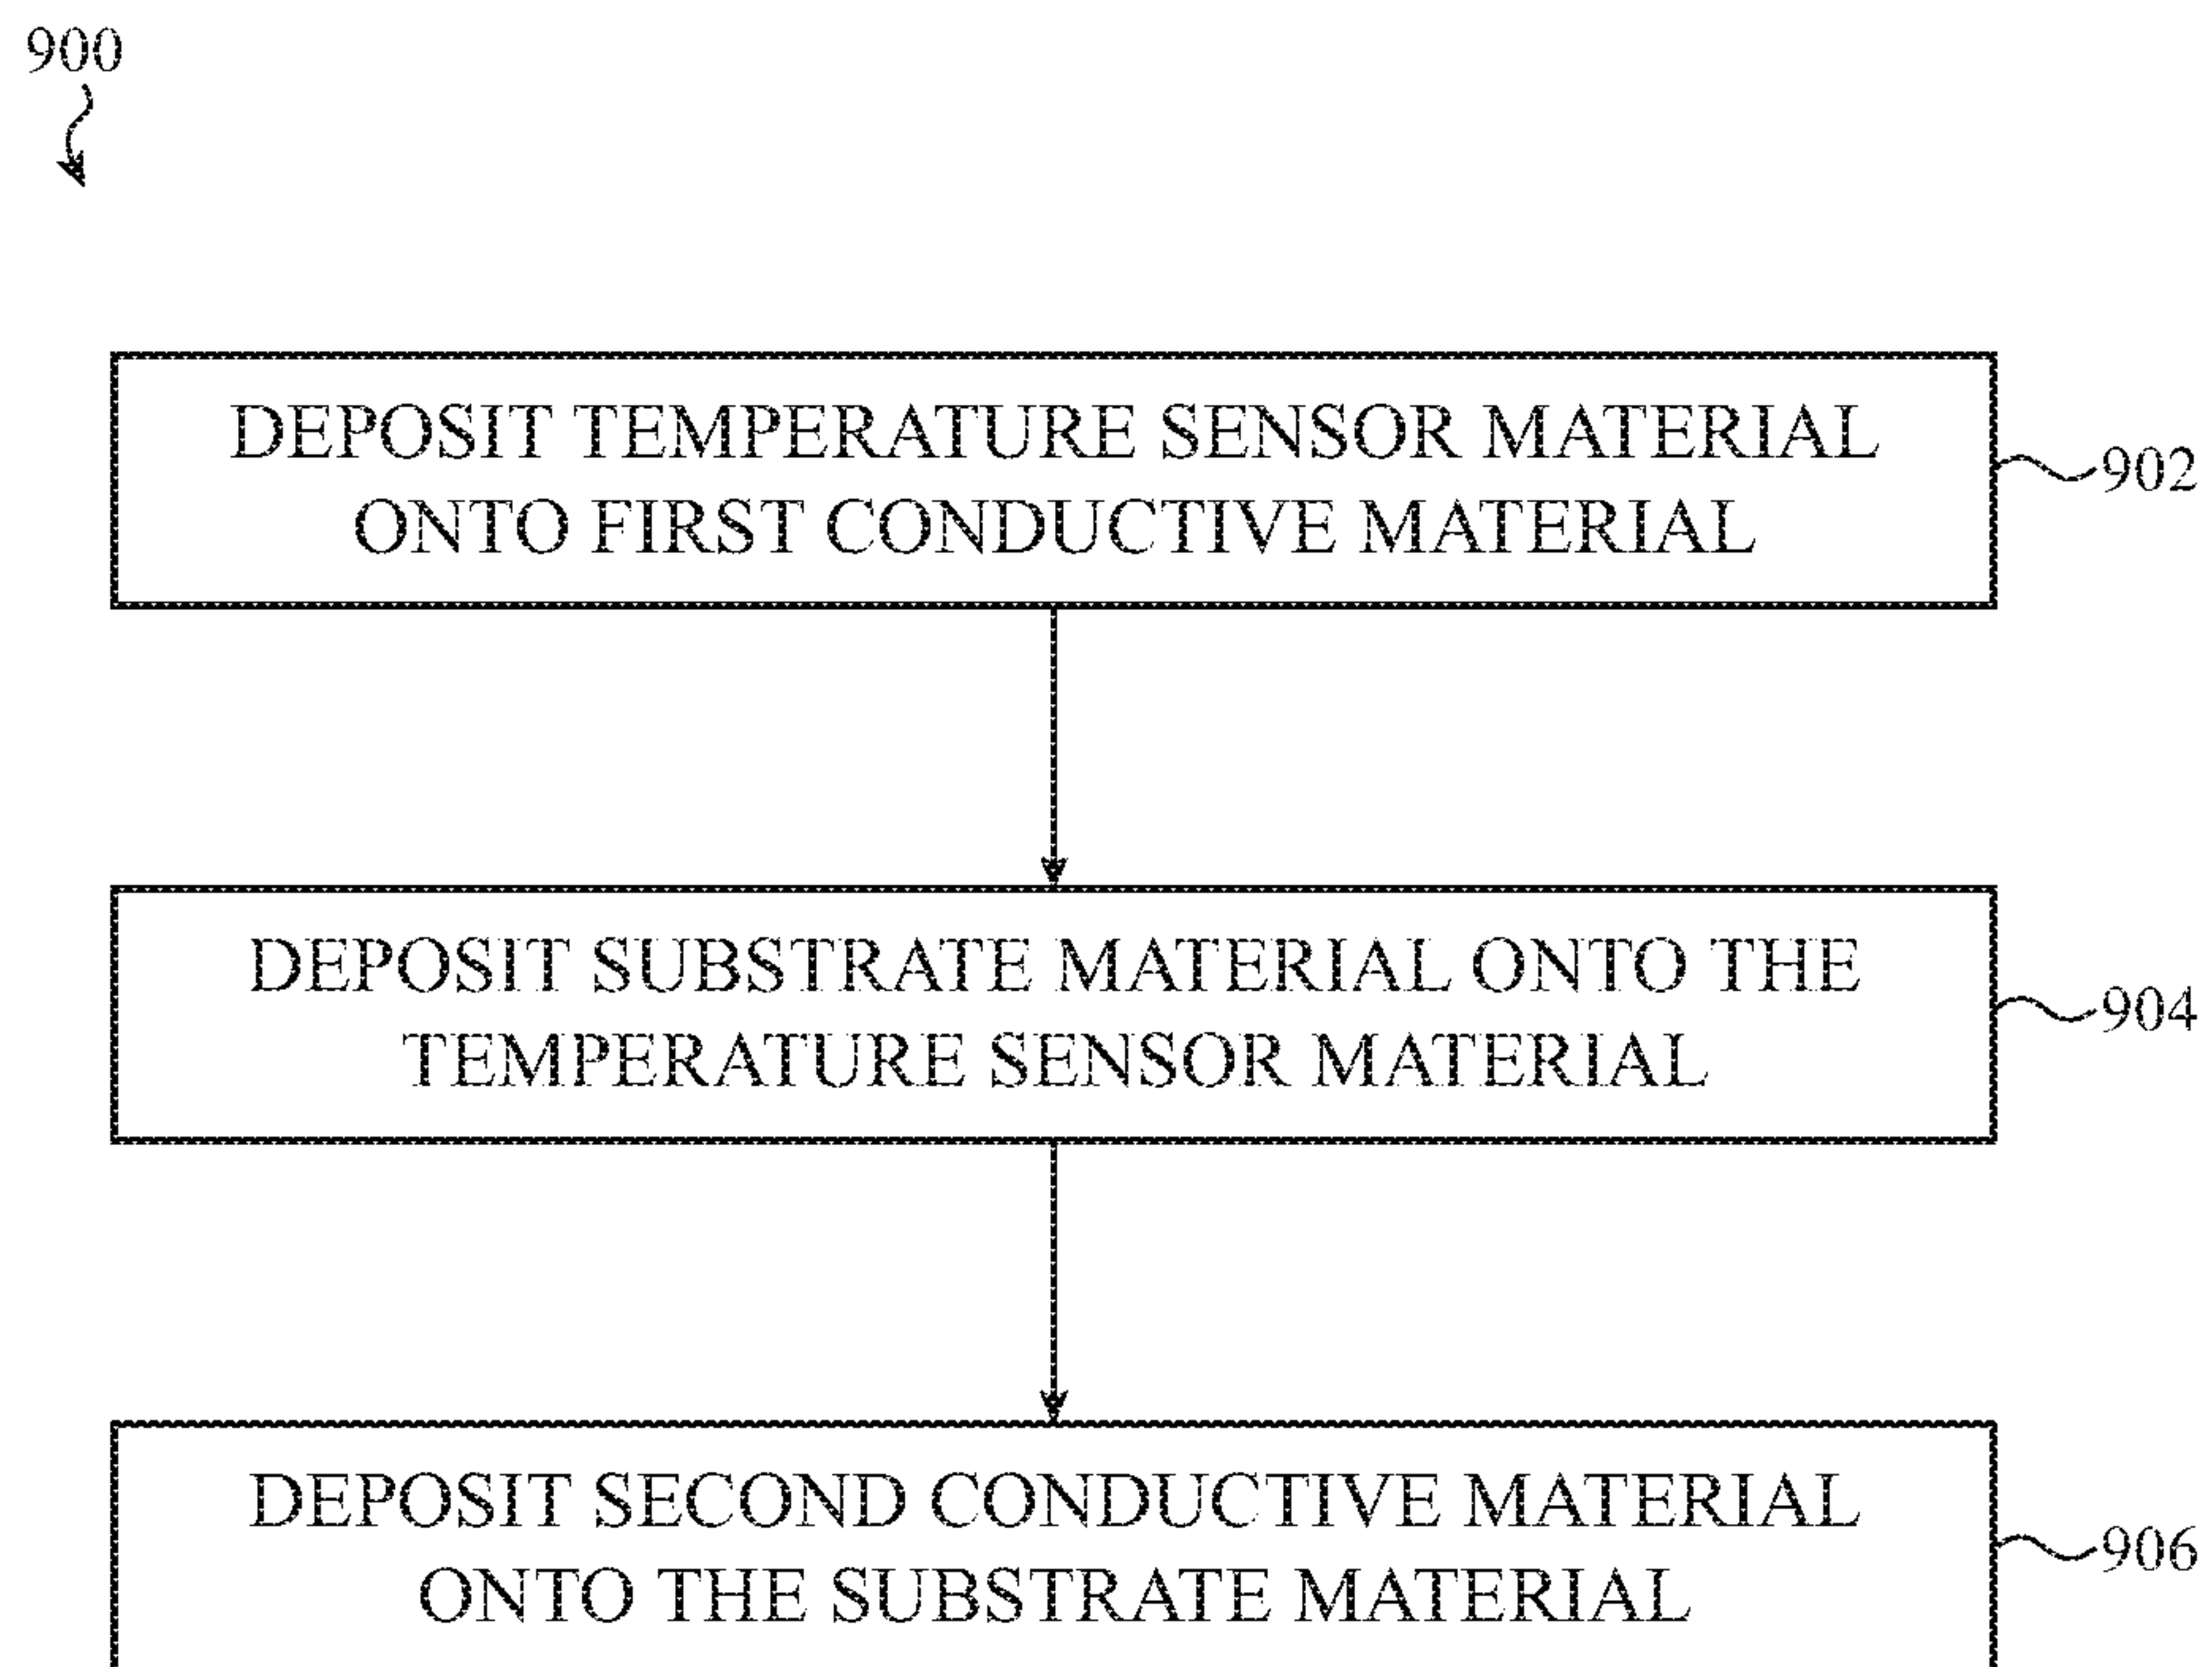 900
DEPOSIT TEMPERATURE SENSOR MATERIAL
ONTO FIRST CONDUCTIVE MATERIAL
902
DEPOSIT SUBSTRATE MATERIAL ONTO THE
TEMPERATURE SENSOR MATERIAL
904
DEPOSIT SECOND CONDUCTIVE MATERIAL
ONTO THE SUBSTRATE MATERIAL
906